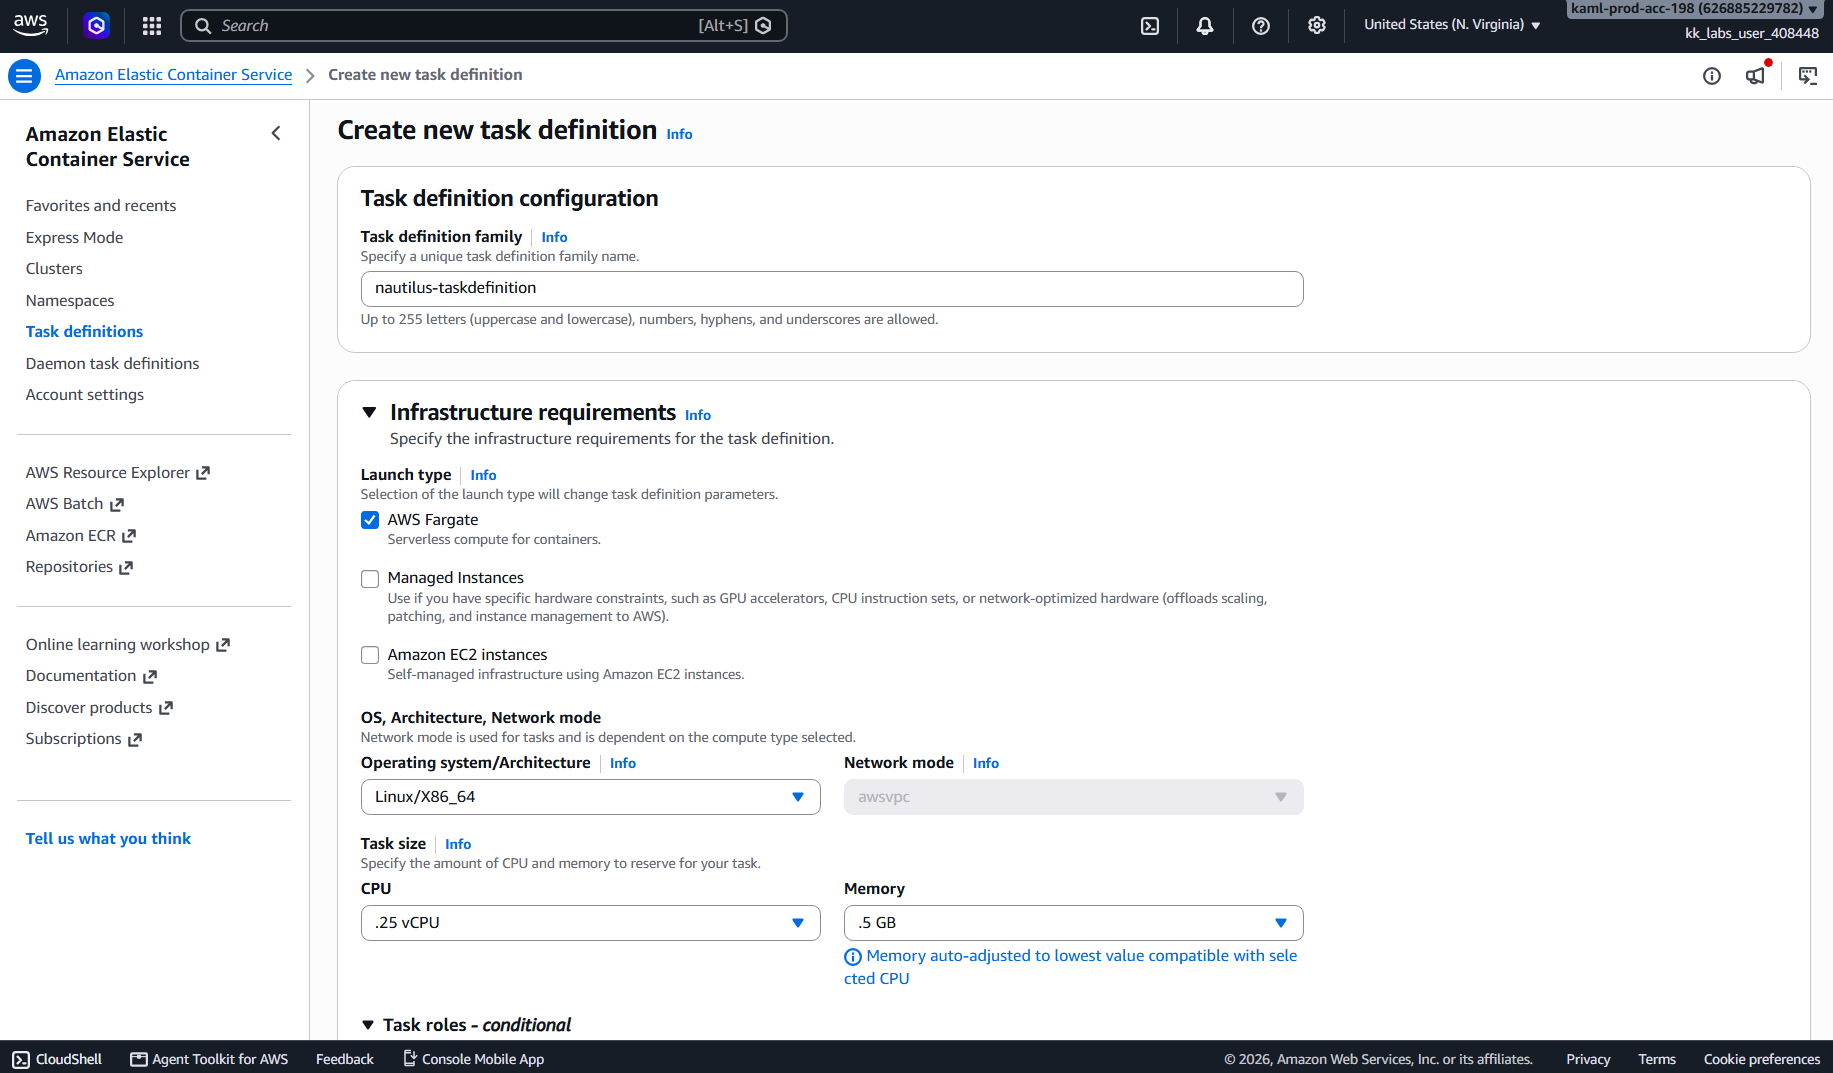 aws
Search
[Alt+S]
United States (N. Virginia)
kaml-prod-acc-198 (626885229782)
kk_labs_user_408448
Amazon Elastic Container Service
Create new task definition
Amazon Elastic
Container Service
Favorites and recents
Express Mode
Clusters
Namespaces
Task definitions
Daemon task definitions
Account settings
AWS Resource Explorer
AWS Batch
Amazon ECR
Repositories
Online learning workshop
Documentation
Discover products
Subscriptions
Tell us what you think
Create new task definition Info
Task definition configuration
Task definition family Info
Specify a unique task definition family name.
nautilus-taskdefinition
Up to 255 letters (uppercase and lowercase), numbers, hyphens, and underscores are allowed.
Infrastructure requirements Info
Specify the infrastructure requirements for the task definition.
Launch type Info
Selection of the launch type will change task definition parameters.
AWS Fargate
Serverless compute for containers.
Managed Instances
Use if you have specific hardware constraints, such as GPU accelerators, CPU instruction sets, or network-optimized hardware (offloads scaling,
patching, and instance management to AWS).
Amazon EC2 instances
Self-managed infrastructure using Amazon EC2 instances.
OS, Architecture, Network mode
Network mode is used for tasks and is dependent on the compute type selected.
Operating system/Architecture Info
Linux/X86_64
Network mode Info
awsvpc
Task size Info
Specify the amount of CPU and memory to reserve for your task.
CPU
.25 vCPU
Memory
.5 GB
Memory auto-adjusted to lowest value compatible with sele
cted CPU
Task roles - conditional
CloudShell
Agent Toolkit for AWS
Feedback
Console Mobile App
© 2026, Amazon Web Services, Inc. or its affiliates.
Privacy
Terms
Cookie preferences